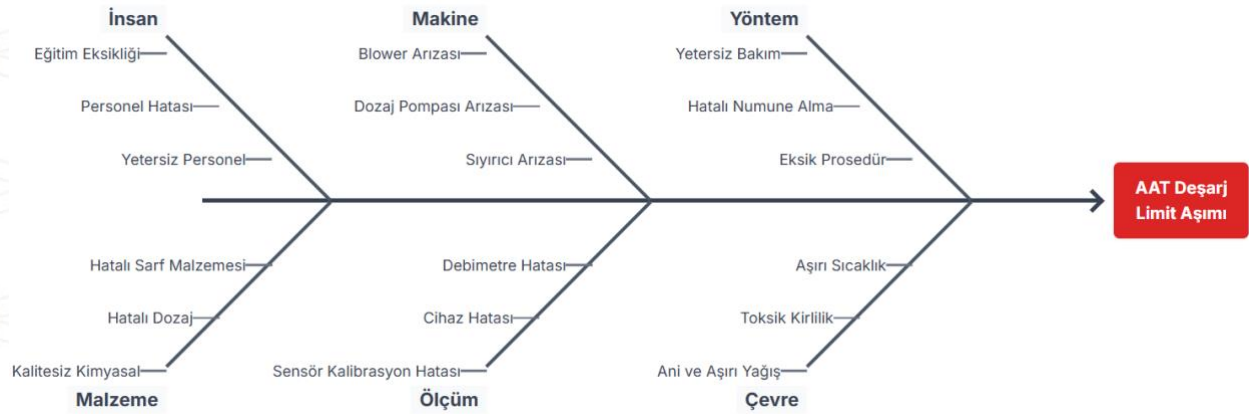 İnsan
Eğitim Eksikliği
Personel Hatası
Yetersiz Personel
Makine
Blower Arızası
Dozaj Pompası Arızası
Sıyırıcı Arızası
Yöntem
Yetersiz Bakım
Hatalı Numune Alma
Eksik Prosedür
AAT Deşarj
Limit Aşımı
Hatalı Sarf Malzemesi
Hatalı Dozaj
Kalitesiz Kimyasal
Malzeme
Debimetre Hatası
Cihaz Hatası
Sensör Kalibrasyon Hatası
Ölçüm
Aşırı Sıcaklık
Toksik Kirlilik
Ani ve Aşırı Yağış
Çevre